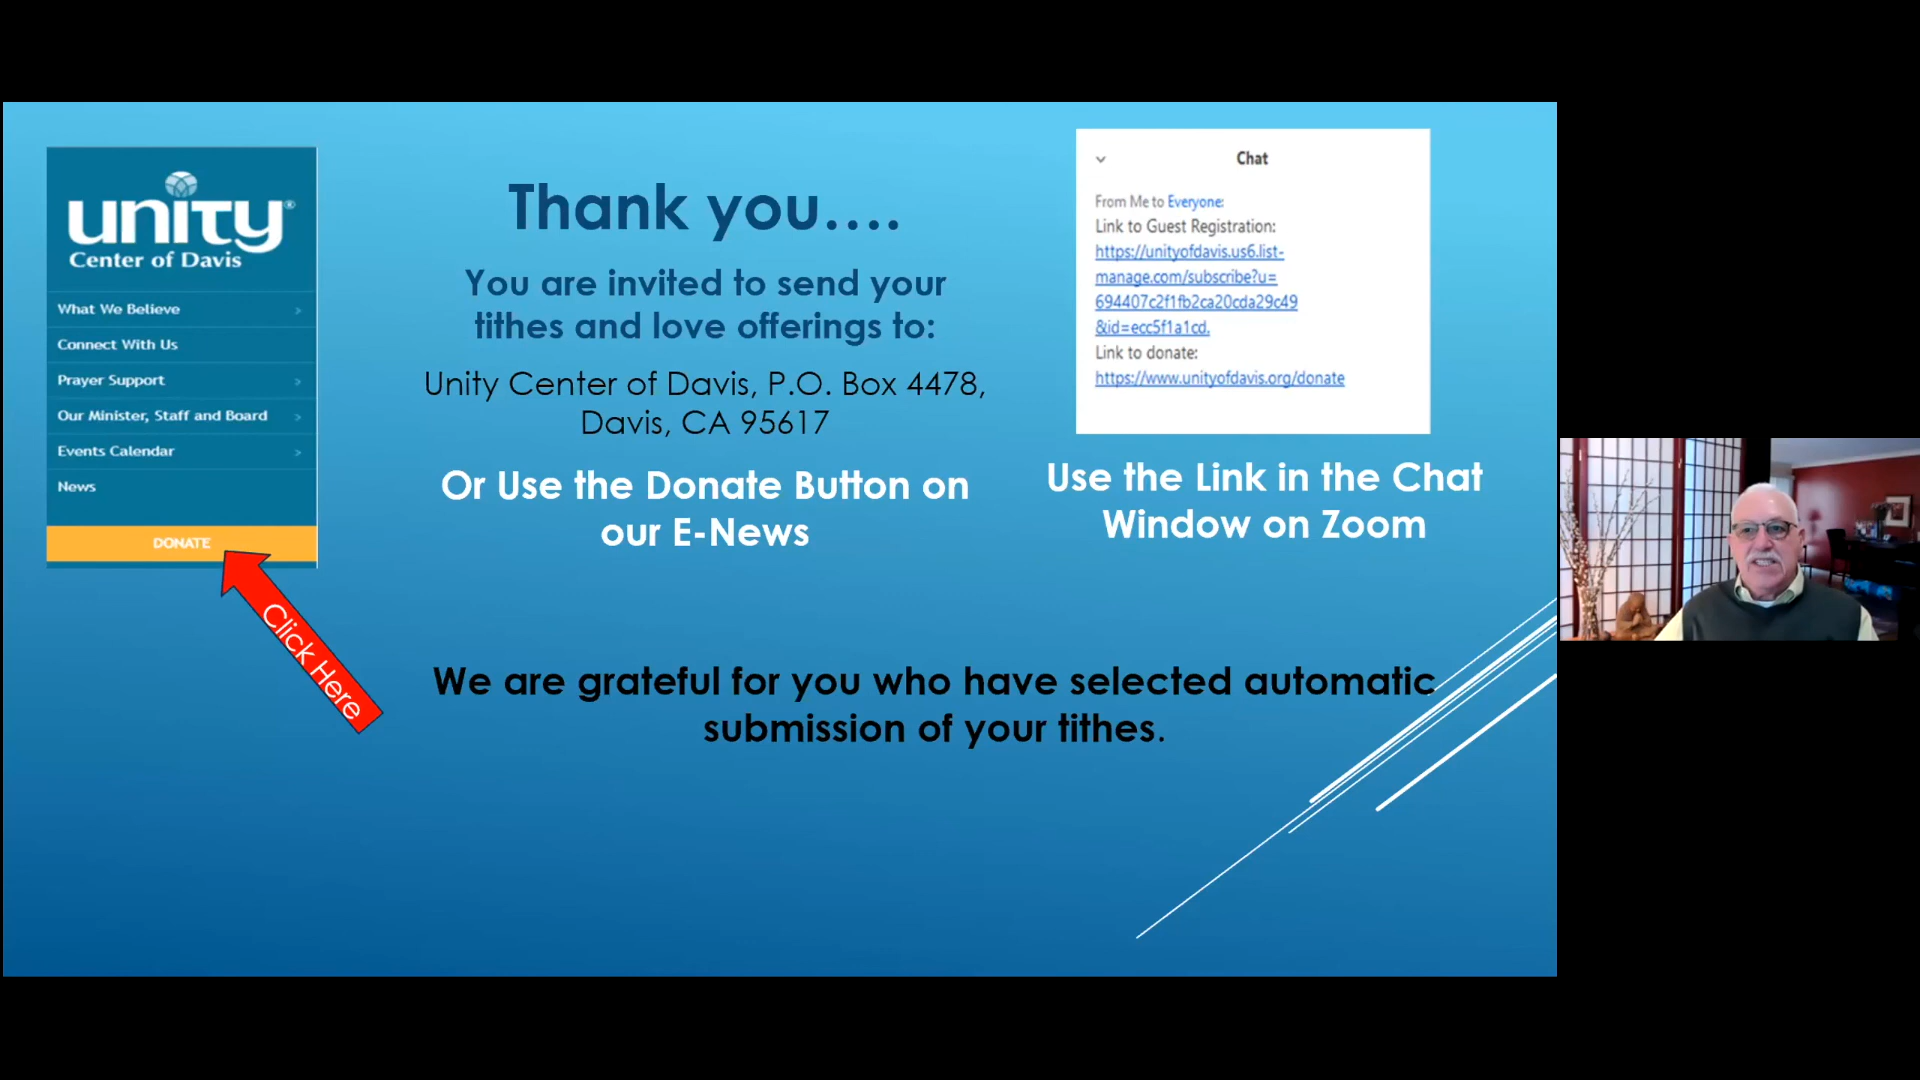 unity®
Center of Davis
What We Believe
Connect With Us
Prayer Support
Our Minister, Staff and Board
Events Calendar
News
DONATE
Click Here
Thank you....
You are invited to send your
tithes and love offerings to:
Unity Center of Davis, P.O. Box 4478,
Davis, CA 95617
Or Use the Donate Button on
our E-News
Chat
From Me to Everyone:
Link to Guest Registration:
https://unityofdavis.us6.list-
manage.com/subscribe?u=
694407c2f1fb2ca20cda29c49
&id=ecc5f1a1cd.
Link to donate:
https://www.unityofdavis.org/donate
Use the Link in the Chat
Window on Zoom
We are grateful for you who have selected automatic
submission of your tithes.